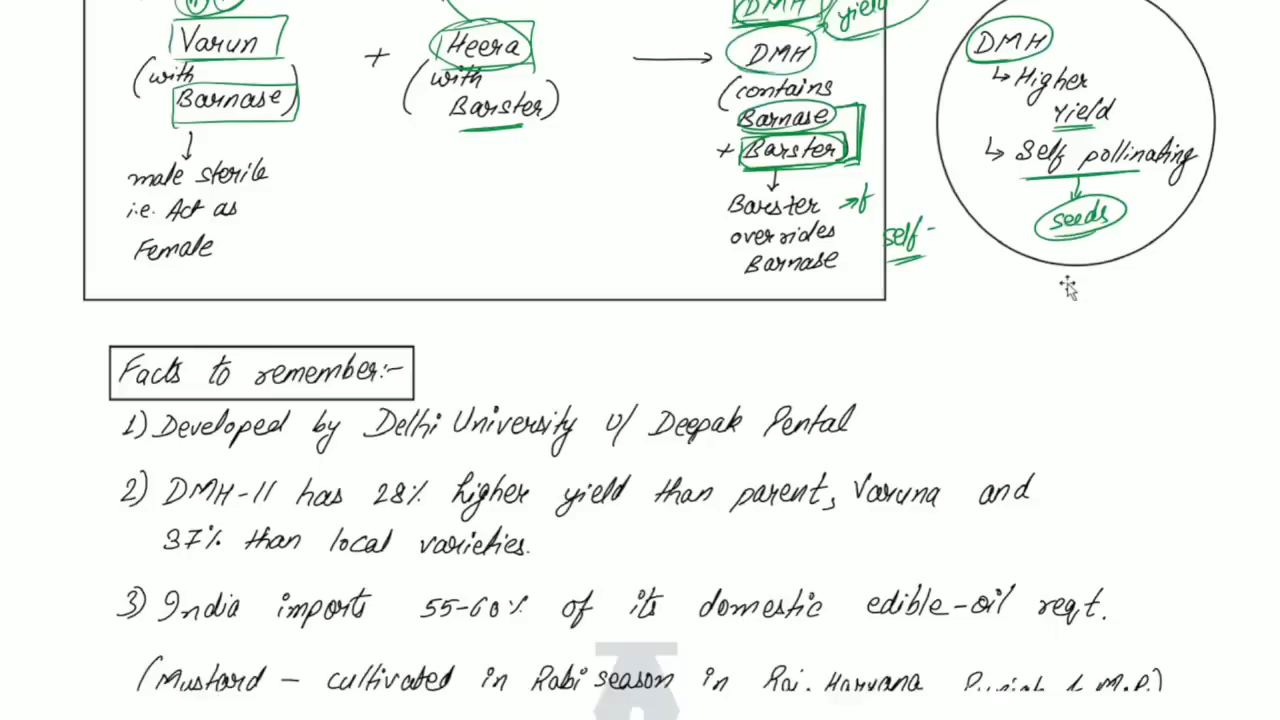 DMH
yield
Varun + Heera → DMH
(with Barnase)
(with Barster)
(contains Barnase + Barster
male sterile
i.e. Act as
Female
Barster → f
overrides
Barnase
self-
DMH
↳ Higher
yield
↳ Self pollinating
seeds
Facts to remember:-
1) Developed by Delhi University U/ Deepak Pental
2) DMH-11 has 28% higher yield than parent, Varuna and
37% than local varieties.
3) India imports 55-60% of its domestic edible-oil reqt.
(Mustard - cultivated in Rabi season in Raj. Haryana Punjab & M.P.)